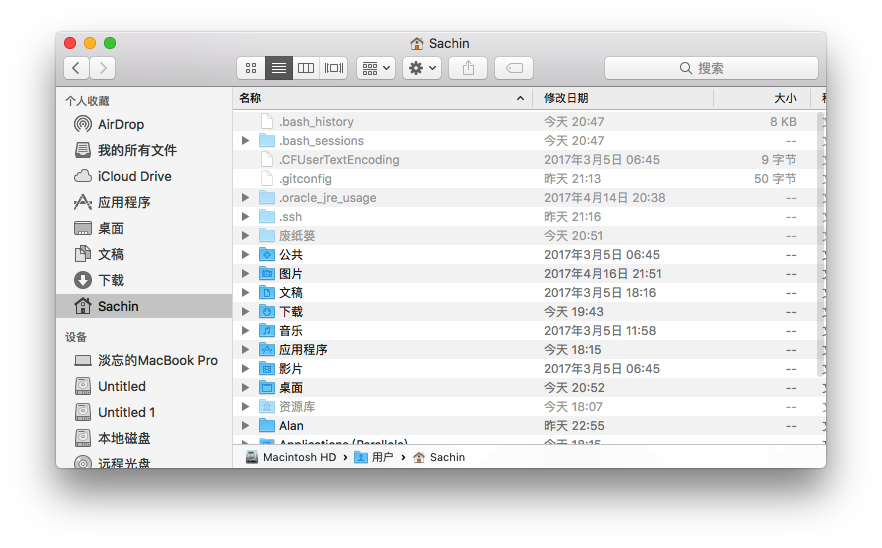 Sachin
搜索
个人收藏
AirDrop
我的所有文件
iCloud Drive
应用程序
桌面
文稿
下载
Sachin
设备
淡忘的MacBook Pro
Untitled
Untitled 1
本地磁盘
远程光盘
名称 修改日期 大小
.bash_history 今天 20:47 8 KB
.bash_sessions 今天 20:47 --
.CFUserTextEncoding 2017年3月5日 06:45 9 字节
.gitconfig 昨天 21:13 50 字节
.oracle_jre_usage 2017年4月14日 20:38 --
.ssh 昨天 21:16 --
废纸篓 今天 20:51 --
公共 2017年3月5日 06:45 --
图片 2017年4月16日 21:51 --
文稿 2017年3月5日 18:16 --
下载 今天 19:43 --
音乐 2017年3月5日 11:58 --
应用程序 今天 18:15 --
影片 2017年3月5日 06:45 --
桌面 今天 20:52 --
资源库 今天 18:07 --
Alan 昨天 22:55 --
Applications (Parallels) 今天 18:15 --
Macintosh HD › 用户 › Sachin